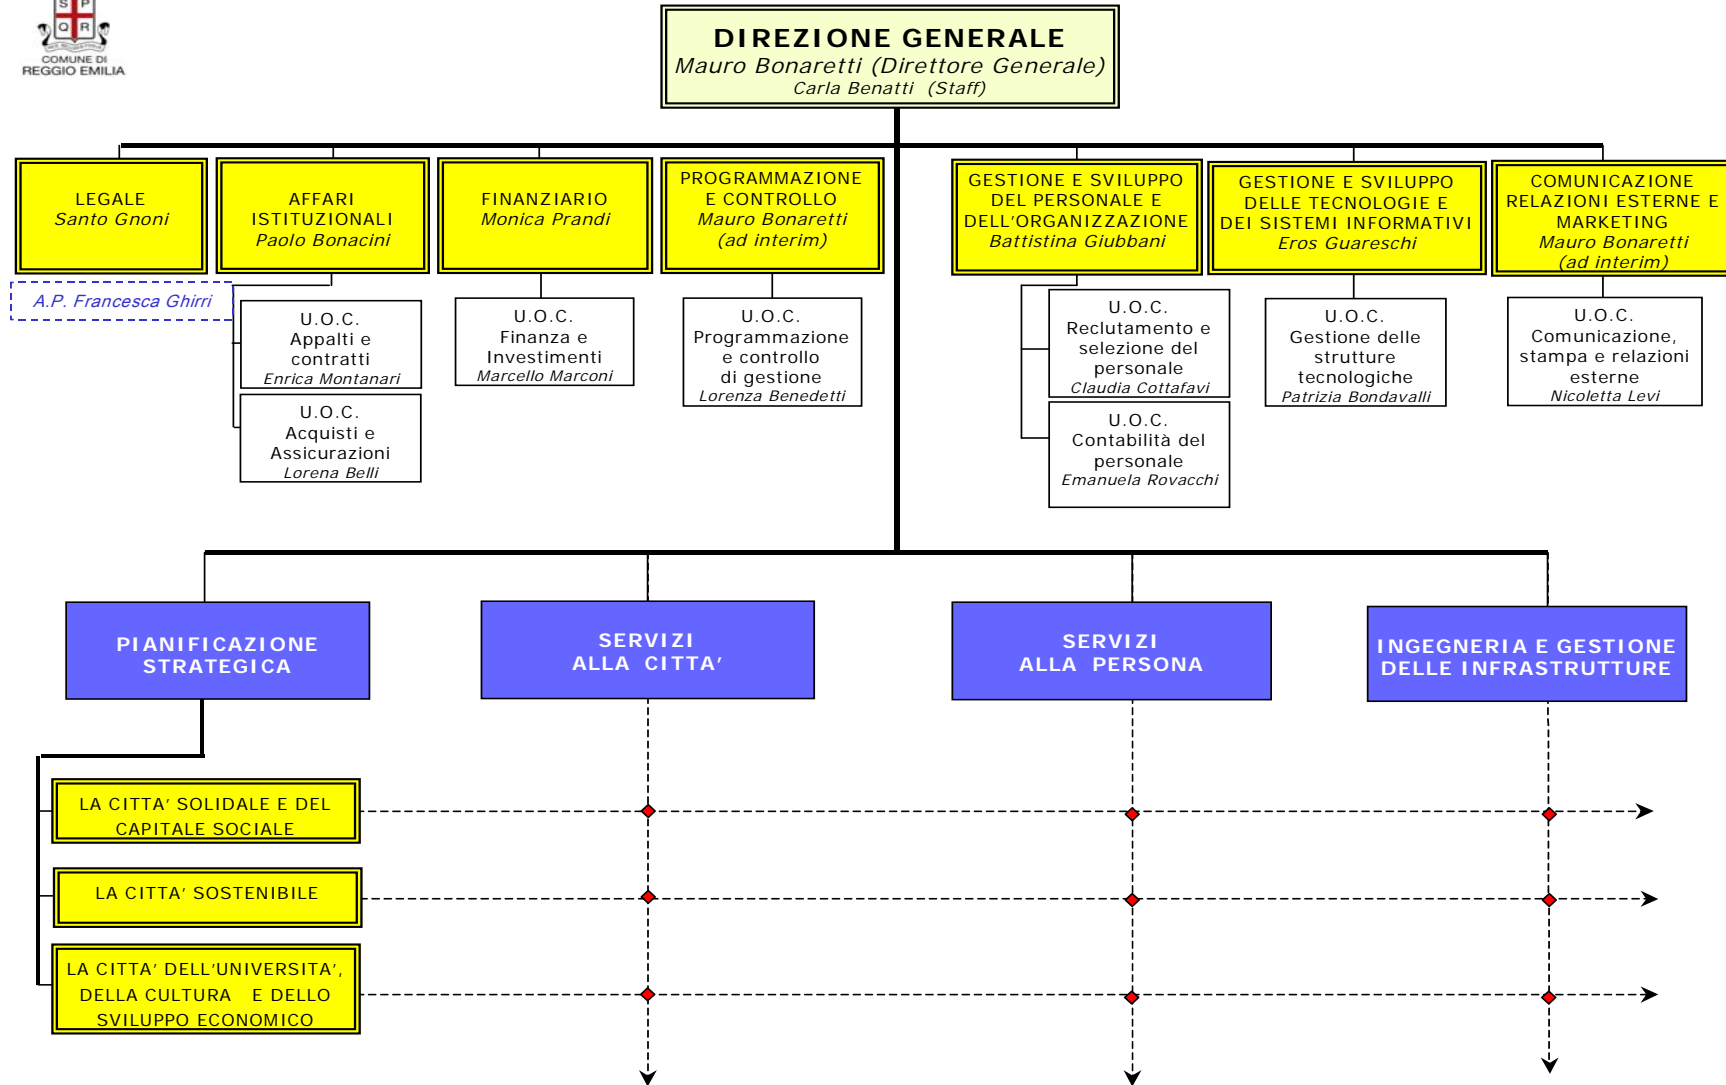 S P
Q R
COMUNE DI
REGGIO EMILIA
DIREZIONE GENERALE
Mauro Bonaretti (Direttore Generale)
Carla Benatti (Staff)
LEGALE
Santo Gnoni
A.P. Francesca Ghirri
AFFARI
ISTITUZIONALI
Paolo Bonacini
U.O.C.
Appalti e
contratti
Enrica Montanari
U.O.C.
Acquisti e
Assicurazioni
Lorena Belli
FINANZIARIO
Monica Prandi
U.O.C.
Finanza e
Investimenti
Marcello Marconi
PROGRAMMAZIONE
E CONTROLLO
Mauro Bonaretti
(ad interim)
U.O.C.
Programmazione
e controllo
di gestione
Lorenza Benedetti
GESTIONE E SVILUPPO
DEL PERSONALE E
DELL'ORGANIZZAZIONE
Battistina Giubbani
U.O.C.
Reclutamento e
selezione del
personale
Claudia Cottafavi
U.O.C.
Contabilità del
personale
Emanuela Rovacchi
GESTIONE E SVILUPPO
DELLE TECNOLOGIE E
DEI SISTEMI INFORMATIVI
Eros Guareschi
U.O.C.
Gestione delle
strutture
tecnologiche
Patrizia Bondavalli
COMUNICAZIONE
RELAZIONI ESTERNE E
MARKETING
Mauro Bonaretti
(ad interim)
U.O.C.
Comunicazione,
stampa e relazioni
esterne
Nicoletta Levi
PIANIFICAZIONE
STRATEGICA
SERVIZI
ALLA CITTA'
SERVIZI
ALLA PERSONA
INGEGNERIA E GESTIONE
DELLE INFRASTRUTTURE
LA CITTA' SOLIDALE E DEL
CAPITALE SOCIALE
LA CITTA' SOSTENIBILE
LA CITTA' DELL'UNIVERSITA',
DELLA CULTURA E DELLO
SVILUPPO ECONOMICO